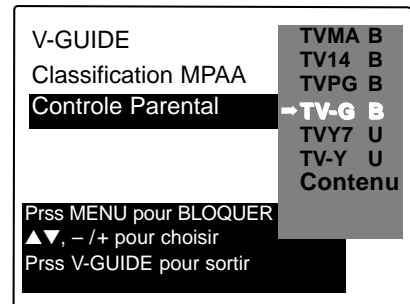 V-GUIDE
Classification MPAA
Controle Parental
TVMA B
TV14 B
TVPG B
➡TV-G B
TVY7 U
TV-Y U
Contenu
Prss MENU pour BLOQUER
▲▼, – /+ pour choisir
Prss V-GUIDE pour sortir